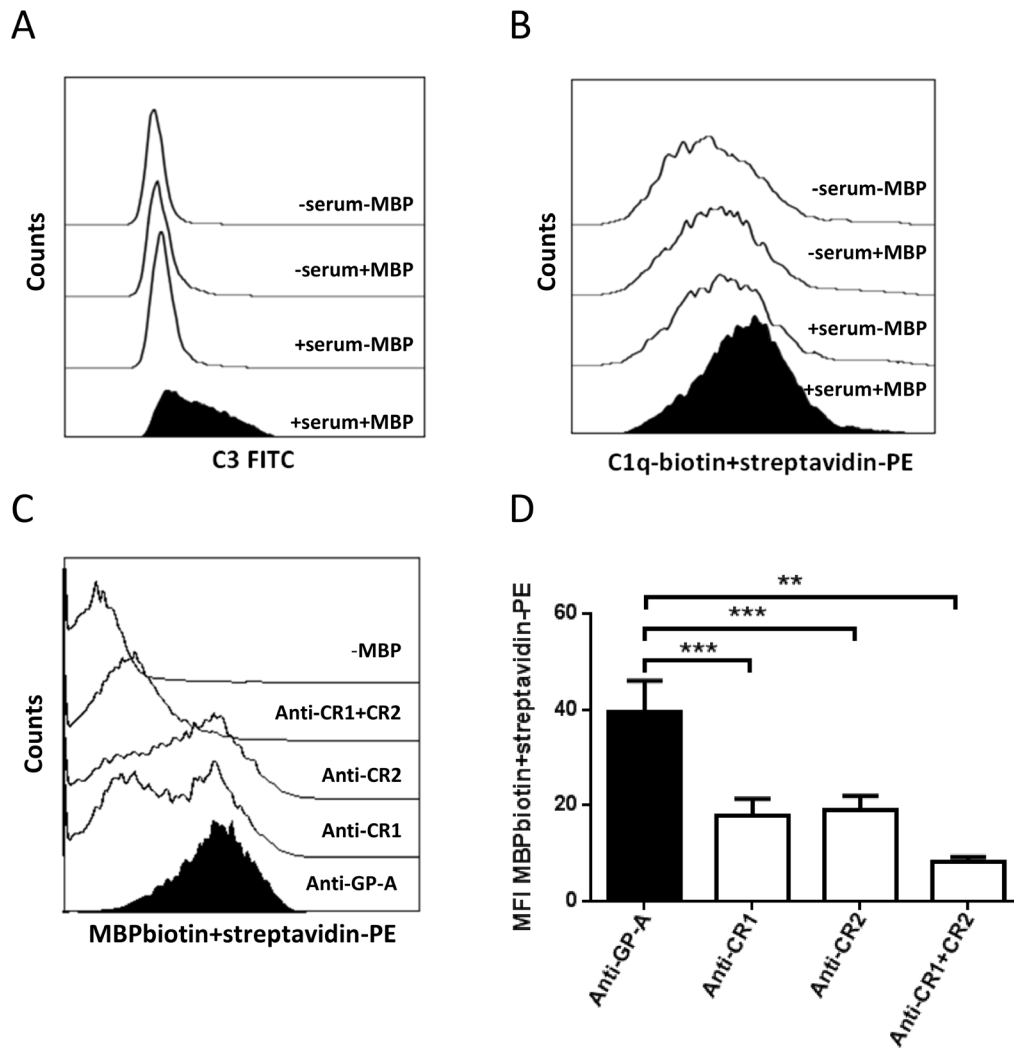 A
Counts
-serum-MBP
-serum+MBP
+serum-MBP
+serum+MBP
C3 FITC
B
Counts
-serum-MBP
-serum+MBP
+serum-MBP
+serum+MBP
C1q-biotin+streptavidin-PE
C
Counts
-MBP
Anti-CR1+CR2
Anti-CR2
Anti-CR1
Anti-GP-A
MBPbiotin+streptavidin-PE
D
MFI MBPbiotin+streptavidin-PE
**
***
***
60
40
20
0
Anti-GP-A
Anti-CR1
Anti-CR2
Anti-CR1+CR2